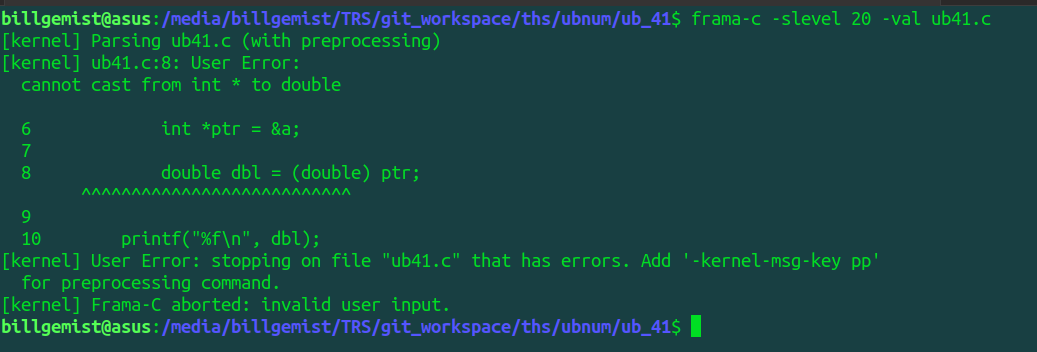 billgemist@asus:/media/billgemist/TRS/git_workspace/ths/ubnum/ub_41$ frama-c -slevel 20 -val ub41.c
[kernel] Parsing ub41.c (with preprocessing)
[kernel] ub41.c:8: User Error:
  cannot cast from int * to double

  6             int *ptr = &a;
  7
  8             double dbl = (double) ptr;
        ^^^^^^^^^^^^^^^^^^^^^^^^^^^
  9
  10        printf("%f\n", dbl);
[kernel] User Error: stopping on file "ub41.c" that has errors. Add '-kernel-msg-key pp'
  for preprocessing command.
[kernel] Frama-C aborted: invalid user input.
billgemist@asus:/media/billgemist/TRS/git_workspace/ths/ubnum/ub_41$